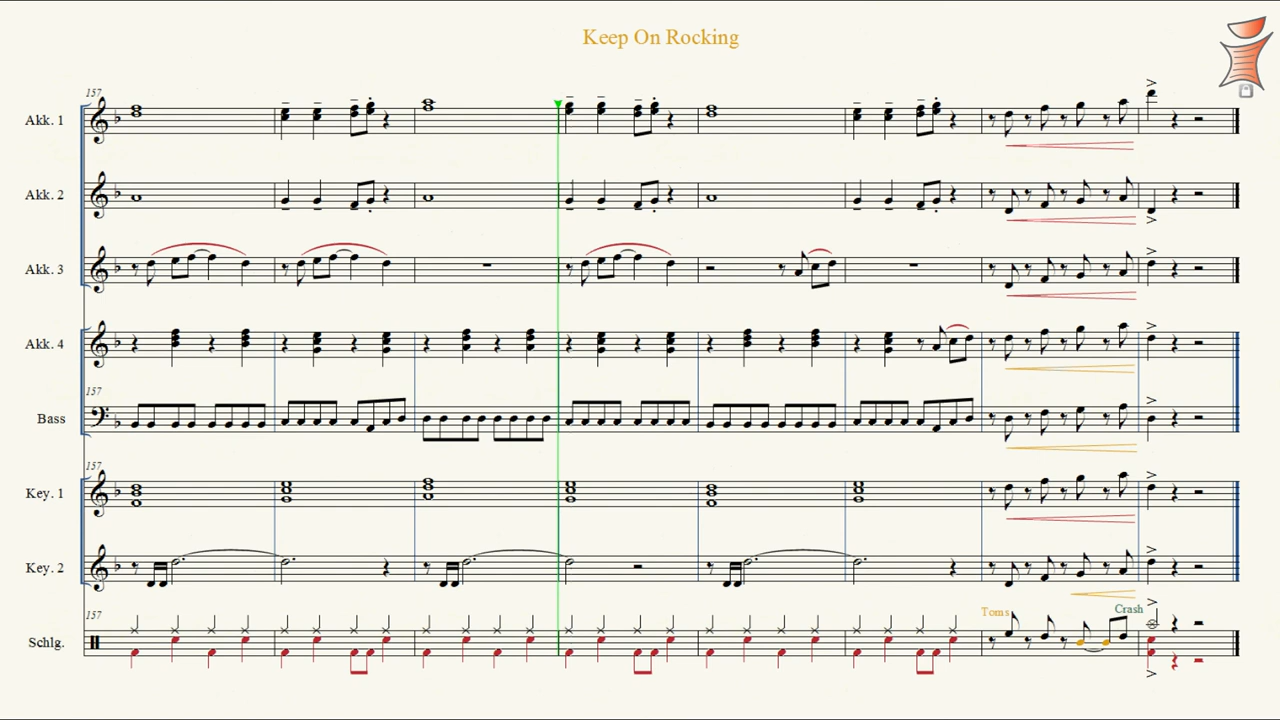 Keep On Rocking
157
Akk. 1
Akk. 2
Akk. 3
Akk. 4
157
Bass
157
Key. 1
Key. 2
157
Toms
Crash
Schlg.